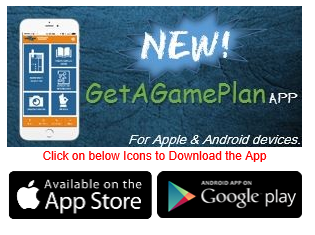 NEW!
GetAGamePlan APP
For Apple & Android devices.
Click on below Icons to Download the App
Available on the
App Store
ANDROID APP ON
Google play